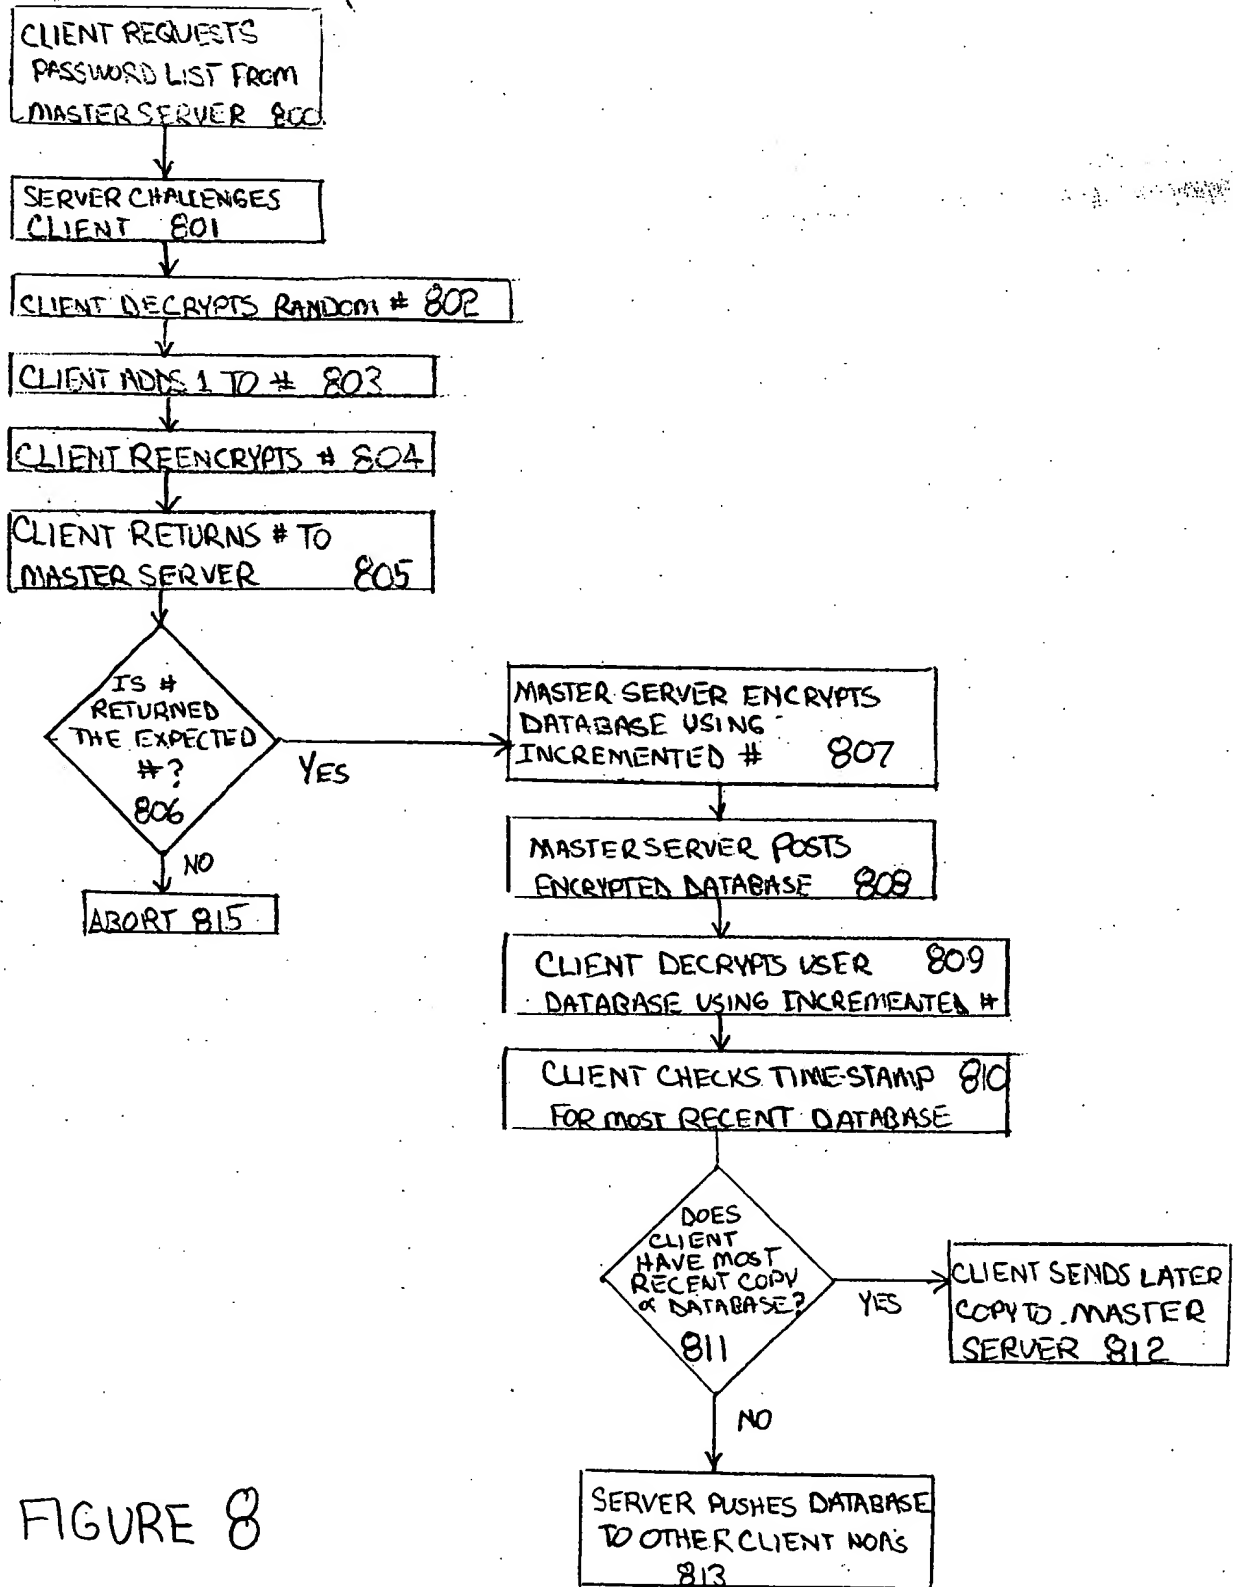 CLIENT REQUESTS
PASSWORD LIST FROM
MASTER SERVER 800
SERVER CHALLENGES
CLIENT 801
CLIENT DECRYPTS RANDOM # 802
CLIENT ADDS 1 TO # 803
CLIENT REENCRYPTS # 804
CLIENT RETURNS # TO
MASTER SERVER 805
IS #
RETURNED
THE EXPECTED
#?
806
YES
NO
ABORT 815
MASTER SERVER ENCRYPTS
DATABASE USING
INCREMENTED # 807
MASTER SERVER POSTS
ENCRYPTED DATABASE 808
CLIENT DECRYPTS USER 809
DATABASE USING INCREMENTED #
CLIENT CHECKS TIME-STAMP 810
FOR MOST RECENT DATABASE
DOES
CLIENT
HAVE MOST
RECENT COPY
OF DATABASE?
811
YES
CLIENT SENDS LATER
COPY TO MASTER
SERVER 812
NO
SERVER PUSHES DATABASE
TO OTHER CLIENT
813
FIGURE 8